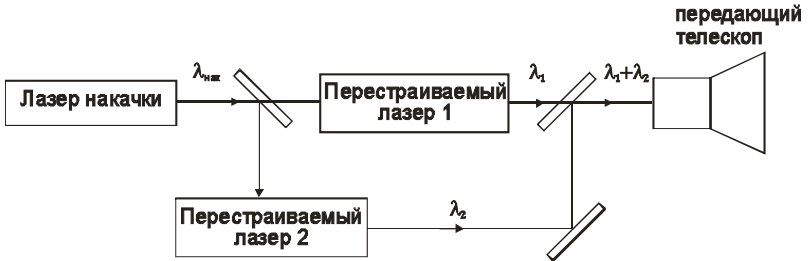 передающий
телескоп
λнак
λ1
λ1+λ2
Лазер накачки
Перестраиваемый
лазер 1
Перестраиваемый
лазер 2
λ2